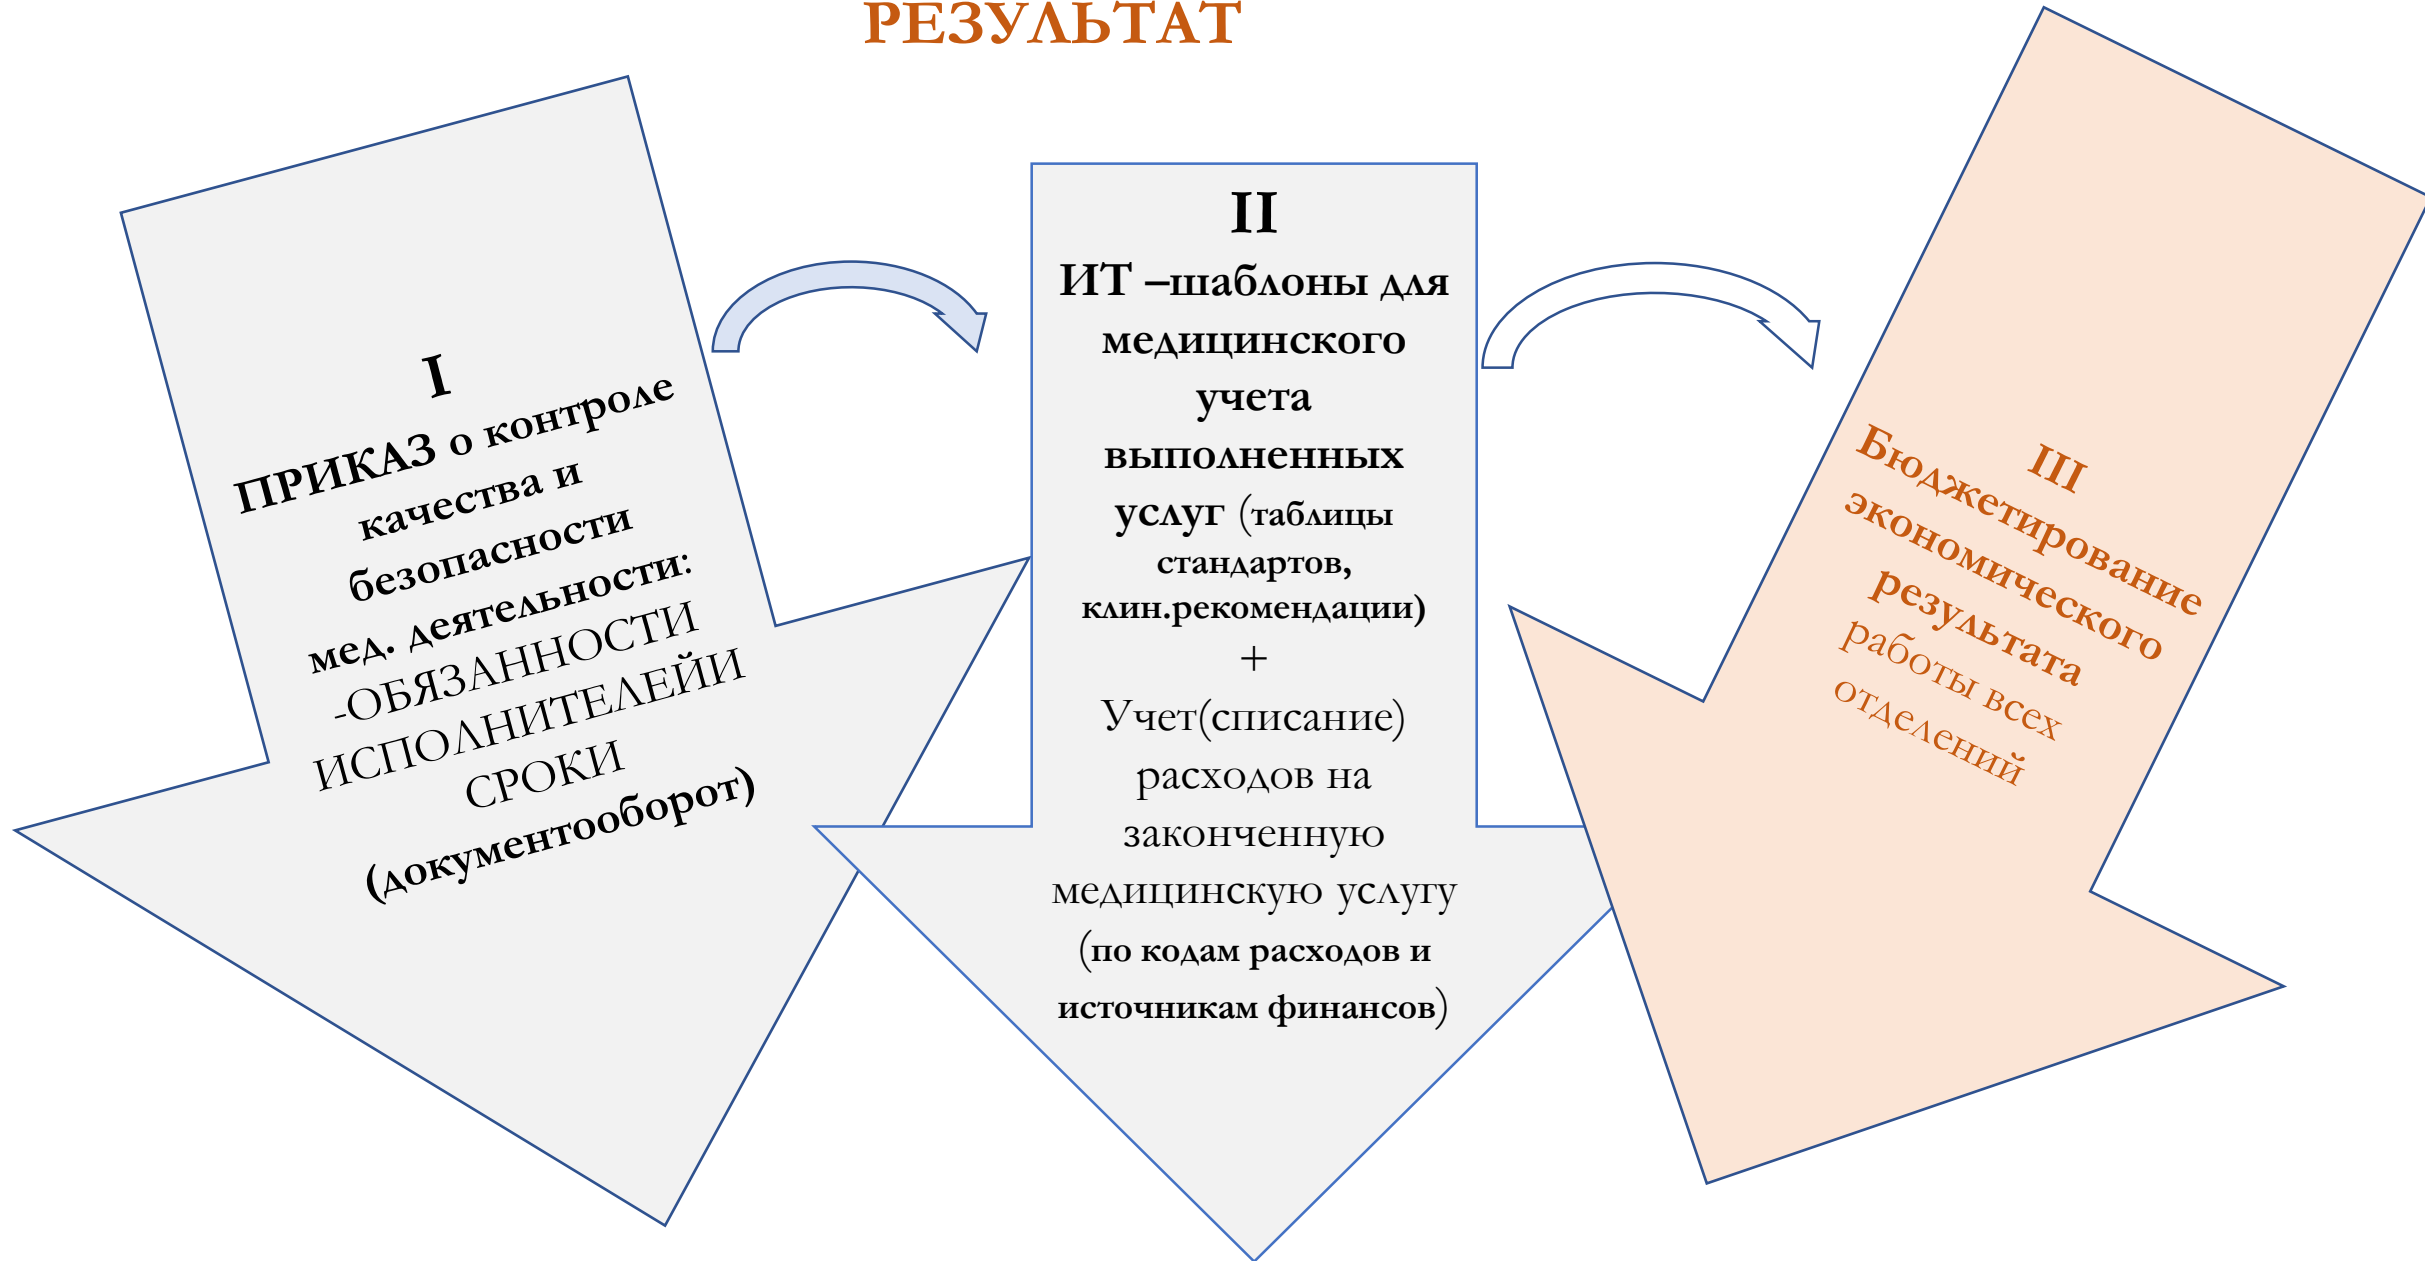 РЕЗУЛЬТАТ
I
ПРИКАЗ о контроле
качества и
безопасности
мед. деятельности:
-ОБЯЗАННОСТИ
ИСПОЛНИТЕЛЕЙИ
СРОКИ
(документооборот)
II
ИТ –шаблоны для
медицинского
учета
выполненных
услуг (таблицы
стандартов,
клин.рекомендации)
+
Учет(списание)
расходов на
законченную
медицинскую услугу
(по кодам расходов и
источникам финансов)
III
Бюджетирование
экономического
результата
работы всех
отделений